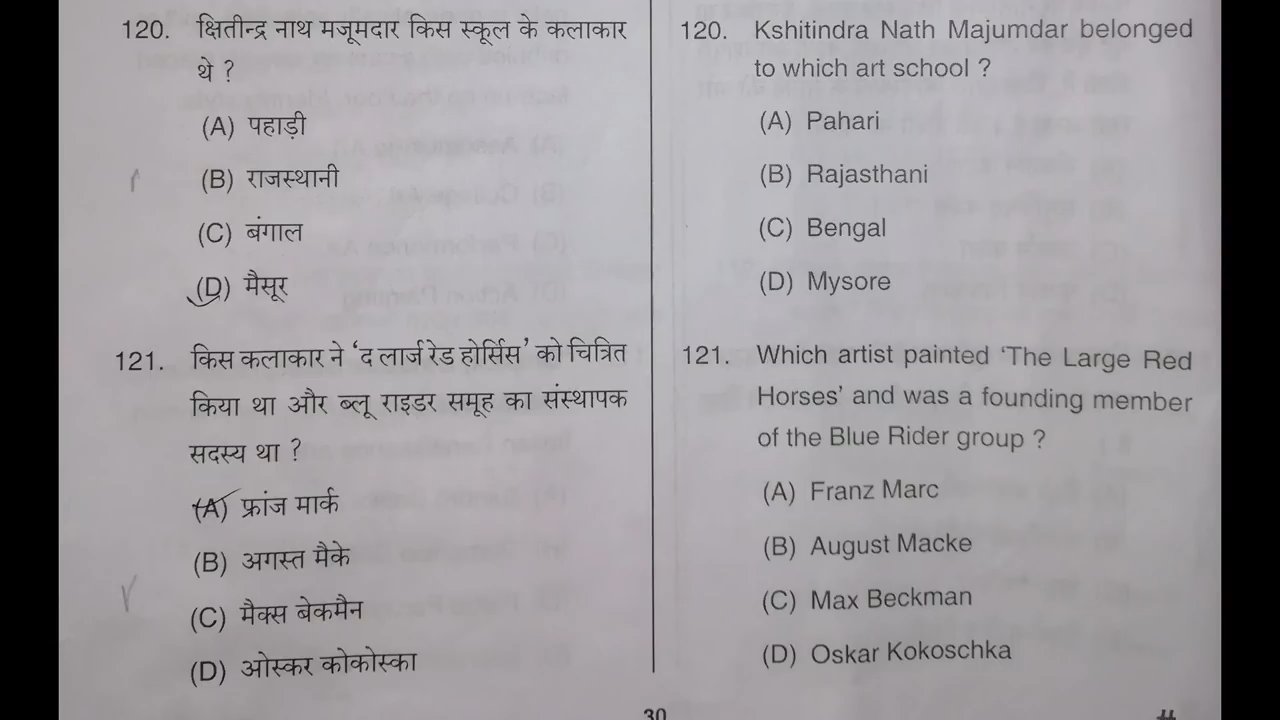 120. क्षितीन्द्र नाथ मजूमदार किस स्कूल के कलाकार
थे ?
(A) पहाड़ी
(B) राजस्थानी
(C) बंगाल
(D) मैसूर
121. किस कलाकार ने ‘द लार्ज रेड होर्सिस’ को चित्रित
किया था और ब्लू राइडर समूह का संस्थापक
सदस्य था ?
(A) फ्रांज मार्क
(B) अगस्त मैके
(C) मैक्स बेकमैन
(D) ओस्कर कोकोस्का
120. Kshitindra Nath Majumdar belonged
to which art school ?
(A) Pahari
(B) Rajasthani
(C) Bengal
(D) Mysore
121. Which artist painted ‘The Large Red
Horses’ and was a founding member
of the Blue Rider group ?
(A) Franz Marc
(B) August Macke
(C) Max Beckman
(D) Oskar Kokoschka
30
#